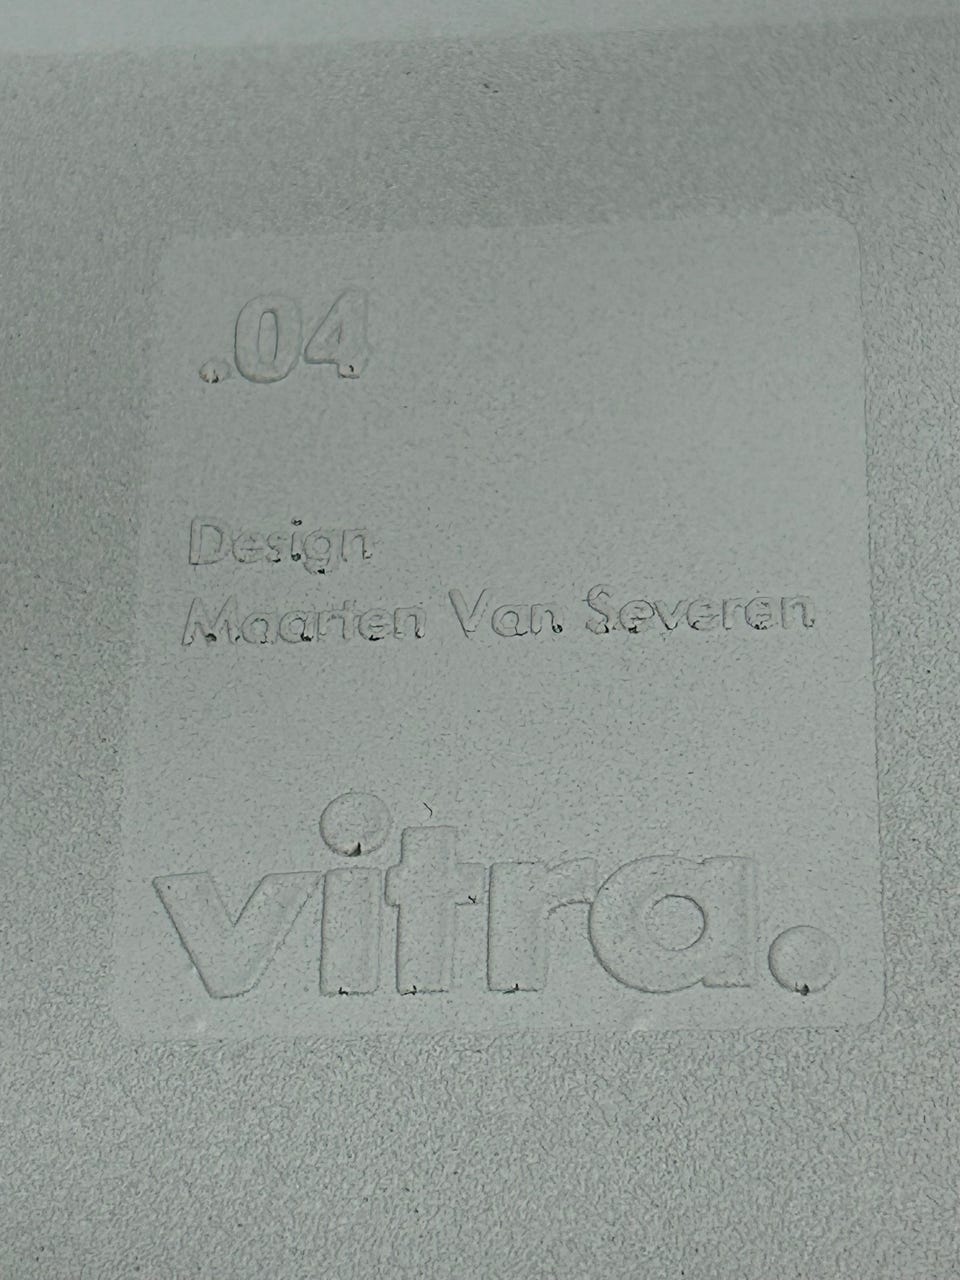 .04
Design
Maarten Van Severen
vitra.